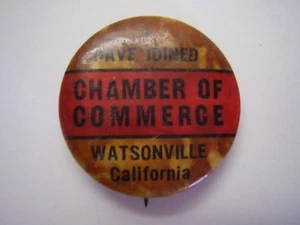 HAVE JOINED
CHAMBER OF
COMMERCE
WATSONVILLE
California